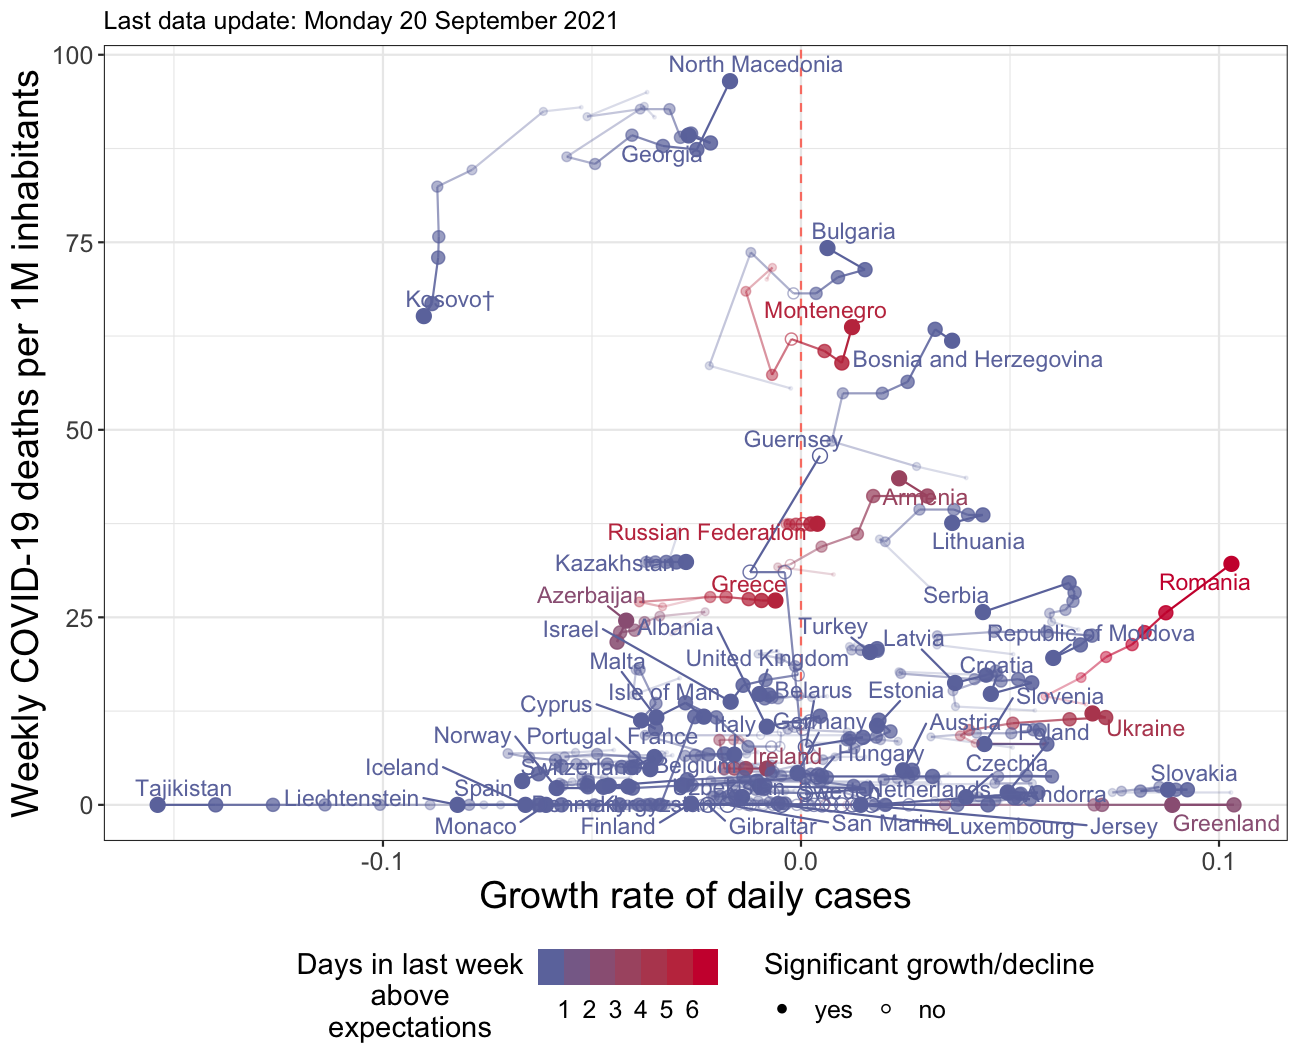 Last data update: Monday 20 September 2021
100
North Macedonia
Georgia
75
Bulgaria
Kosovo†
Montenegro
Bosnia and Herzegovina
50
Guernsey
Armenia
Russian Federation
Lithuania
Kazakhstan
Greece
Romania
Azerbaijan
Serbia
25
Israel
Albania
Turkey
Latvia
Republic of Moldova
Malta
United Kingdom
Croatia
Isle of Man
Belarus
Estonia
Slovenia
Cyprus
Norway
Portugal
France
Italy
Germany
Austria
Poland
Ukraine
Iceland
Switzerland
Belgium
Ireland
Hungary
Czechia
Slovakia
Tajikistan
Liechtenstein
Spain
Sweden
Netherlands
Andorra
0
Denmark
Monaco
Finland
Gibraltar
San Marino
Luxembourg
Jersey
Greenland
Weekly COVID-19 deaths per 1M inhabitants
-0.1
0.0
0.1
Growth rate of daily cases
Days in last week
above
expectations
1 2 3 4 5 6
Significant growth/decline
yes
no